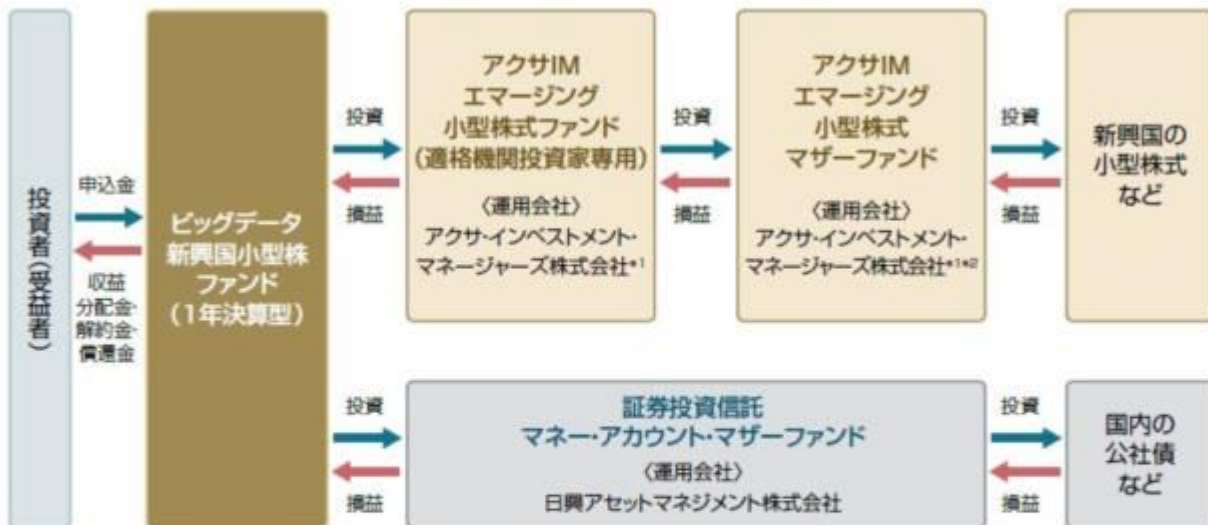 投資者(受益者)
申込金
収益
分配金・
解約金・
償還金
ビッグデータ
新興国小型株
ファンド
(1年決算型)
投資
損益
アクサIM
エマージング
小型株式ファンド
(適格機関投資家専用)
〈運用会社〉
アクサ・インベストメント・
マネージャーズ株式会社*1
投資
損益
アクサIM
エマージング
小型株式
マザーファンド
〈運用会社〉
アクサ・インベストメント・
マネージャーズ株式会社*1*2
投資
損益
新興国の
小型株式
など
投資
損益
証券投資信託
マネー・アカウント・マザーファンド
〈運用会社〉
日興アセットマネジメント株式会社
投資
損益
国内の
公社債
など